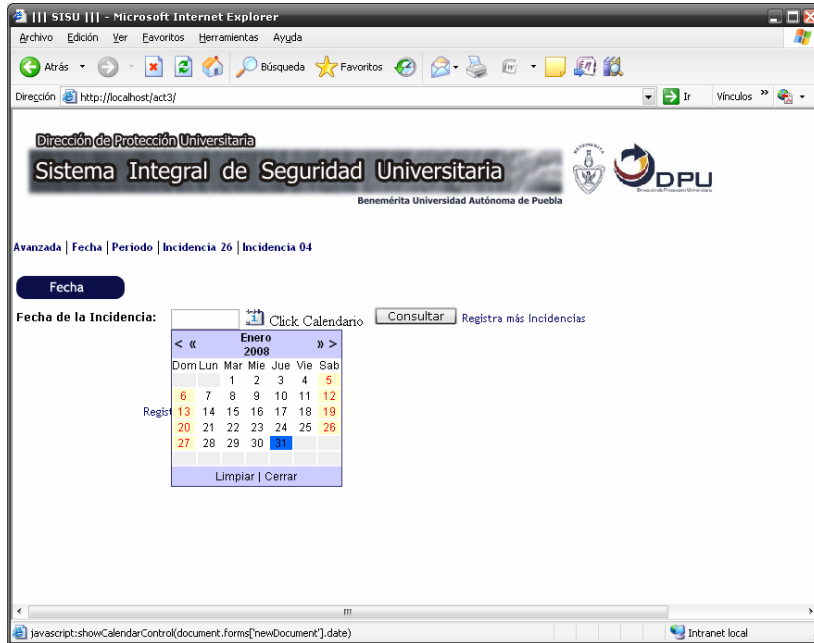 ||| SISU ||| - Microsoft Internet Explorer
Archivo Edición Ver Favoritos Herramientas Ayuda
Atrás Búsqueda Favoritos
Dirección http://localhost/act3/ Ir Vínculos »
Dirección de Protección Universitaria
Sistema Integral de Seguridad Universitaria
Benemérita Universidad Autónoma de Puebla
DPU
Avanzada | Fecha | Periodo | Incidencia 26 | Incidencia 04
Fecha
Fecha de la Incidencia: Click Calendario Consultar Registra más Incidencias
< « Enero » >
2008
Dom Lun Mar Mie Jue Vie Sab
1 2 3 4 5
6 7 8 9 10 11 12
Regist 13 14 15 16 17 18 19
20 21 22 23 24 25 26
27 28 29 30 31
Limpiar | Cerrar
javascript:showCalendarControl(document.forms['newDocument'].date) Intranet local